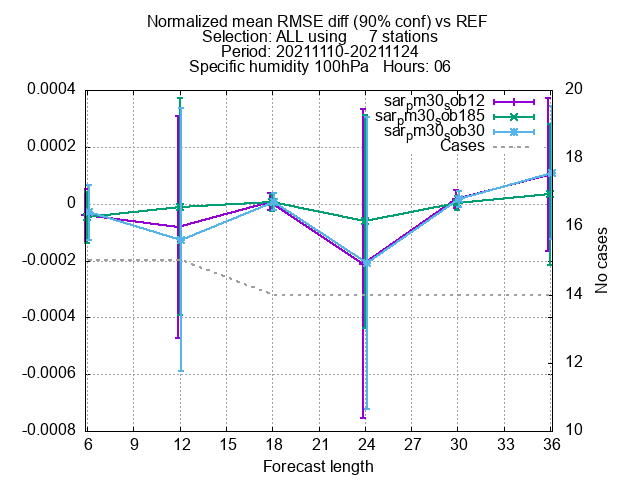 Normalized mean RMSE diff (90% conf) vs REF
Selection: ALL using 7 stations
Period: 20211110-20211124
Specific humidity 100hPa Hours: 06
sar_pm30_sob12
sar_pm30_sob185
sar_pm30_sob30
Cases
0.0004
0.0002
0
-0.0002
-0.0004
-0.0006
-0.0008
20
18
16
14
12
10
No cases
6 12 15 18 21 24 27 30 33 36
Forecast length